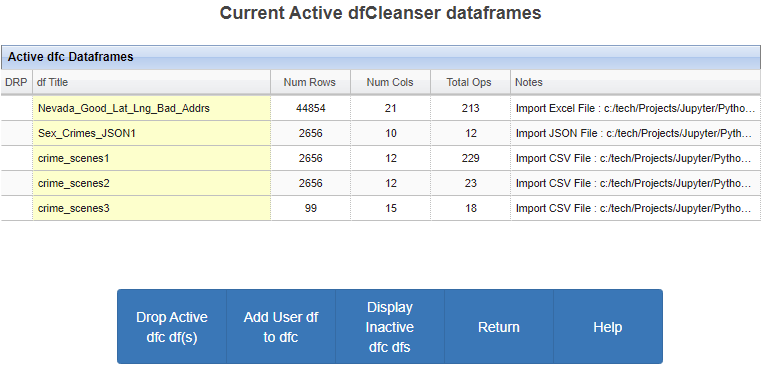 Current Active dfCleanser dataframes
Active dfc Dataframes
DRP df Title Num Rows Num Cols Total Ops Notes
Nevada_Good_Lat_Lng_Bad_Addrs 44854 21 213 Import Excel File : c:/tech/Projects/Jupyter/Pytho…
Sex_Crimes_JSON1 2656 10 12 Import JSON File : c:/tech/Projects/Jupyter/Pytho…
crime_scenes1 2656 12 229 Import CSV File : c:/tech/Projects/Jupyter/Pytho…
crime_scenes2 2656 12 23 Import CSV File : c:/tech/Projects/Jupyter/Pytho…
crime_scenes3 99 15 18 Import CSV File : c:/tech/Projects/Jupyter/Pytho…
Drop Active
dfc df(s)
Add User df
to dfc
Display
Inactive
dfc dfs
Return
Help